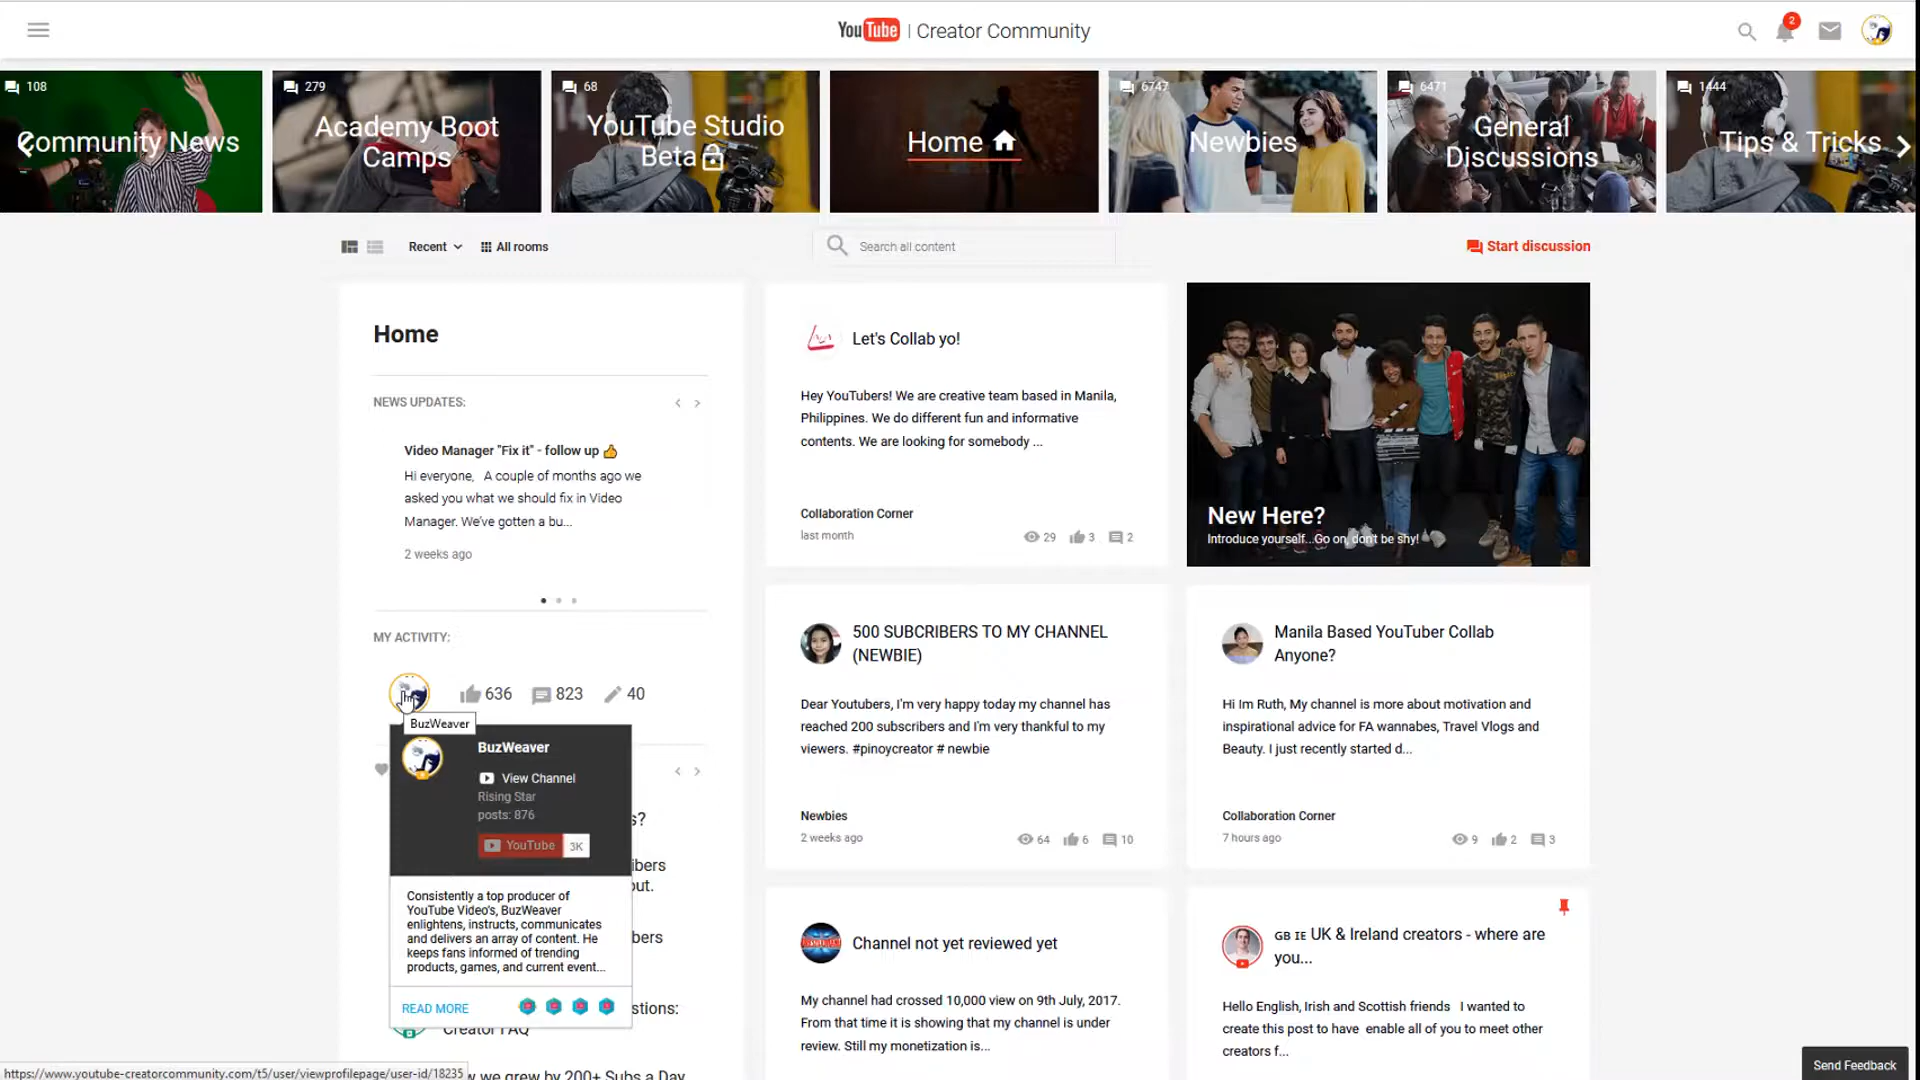 YouTube | Creator Community
2
108
Community News
279
Academy Boot
Camps
68
YouTube Studio
Beta
Home
6747
Newbies
6471
General
Discussions
1444
Tips & Tricks
Recent
All rooms
Search all content
Start discussion
Home
NEWS UPDATES:
Video Manager "Fix it" - follow up 👍
Hi everyone,   A couple of months ago we
asked you what we should fix in Video
Manager. We've gotten a bu...
2 weeks ago
MY ACTIVITY:
636
823
40
BuzWeaver
BuzWeaver
View Channel
Rising Star
posts: 876
YouTube 3K
Consistently a top producer of
YouTube Video's, BuzWeaver
enlightens, instructs, communicates
and delivers an array of content. He
keeps fans informed of trending
products, games, and current event...
READ MORE
s?
ibers
out.
bers
stions:
Creator FAQ
w we grew by 200+ Subs a Day
https://www.youtube-creatorcommunity.com/t5/user/viewprofilepage/user-id/18235
Let's Collab yo!
Hey YouTubers! We are creative team based in Manila,
Philippines. We do different fun and informative
contents. We are looking for somebody ...
Collaboration Corner
last month
29
3
2
New Here?
Introduce yourself...Go on, don't be shy!
500 SUBCRIBERS TO MY CHANNEL
(NEWBIE)
Dear Youtubers, I'm very happy today my channel has
reached 200 subscribers and I'm very thankful to my
viewers. #pinoycreator # newbie
Newbies
2 weeks ago
64
6
10
Manila Based YouTuber Collab
Anyone?
Hi Im Ruth, My channel is more about motivation and
inspirational advice for FA wannabes, Travel Vlogs and
Beauty. I just recently started d...
Collaboration Corner
7 hours ago
9
2
3
Channel not yet reviewed yet
My channel had crossed 10,000 view on 9th July, 2017.
From that time it is showing that my channel is under
review. Still my monetization is...
GB IE UK & Ireland creators - where are
you...
Hello English, Irish and Scottish friends   I wanted to
create this post to have  enable all of you to meet other
creators f...
Send Feedback